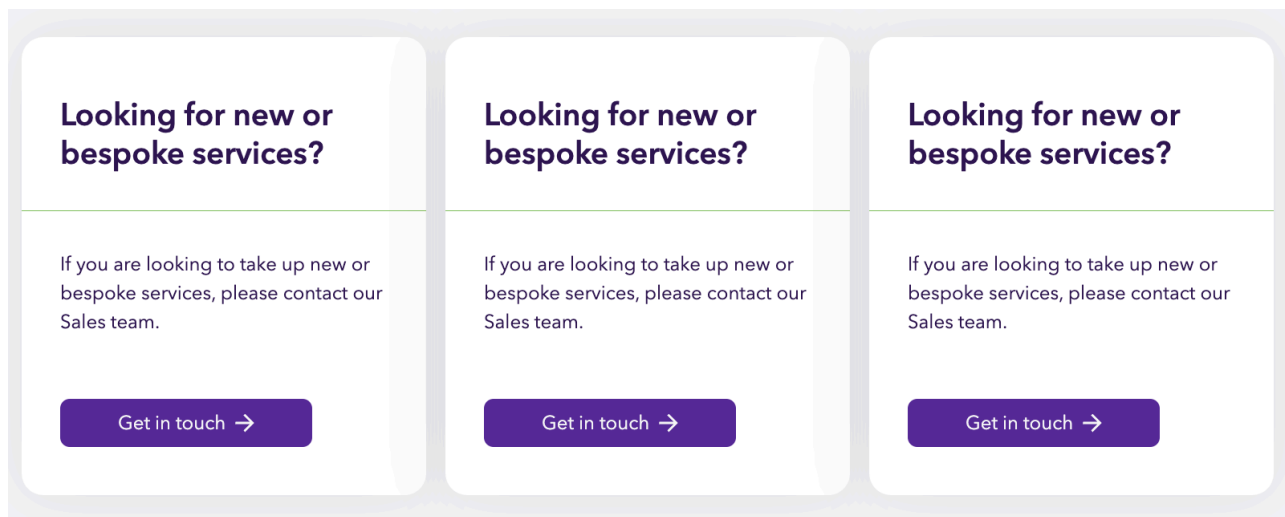 Looking for new or
bespoke services?
If you are looking to take up new or
bespoke services, please contact our
Sales team.
Get in touch →
Looking for new or
bespoke services?
If you are looking to take up new or
bespoke services, please contact our
Sales team.
Get in touch →
Looking for new or
bespoke services?
If you are looking to take up new or
bespoke services, please contact our
Sales team.
Get in touch →